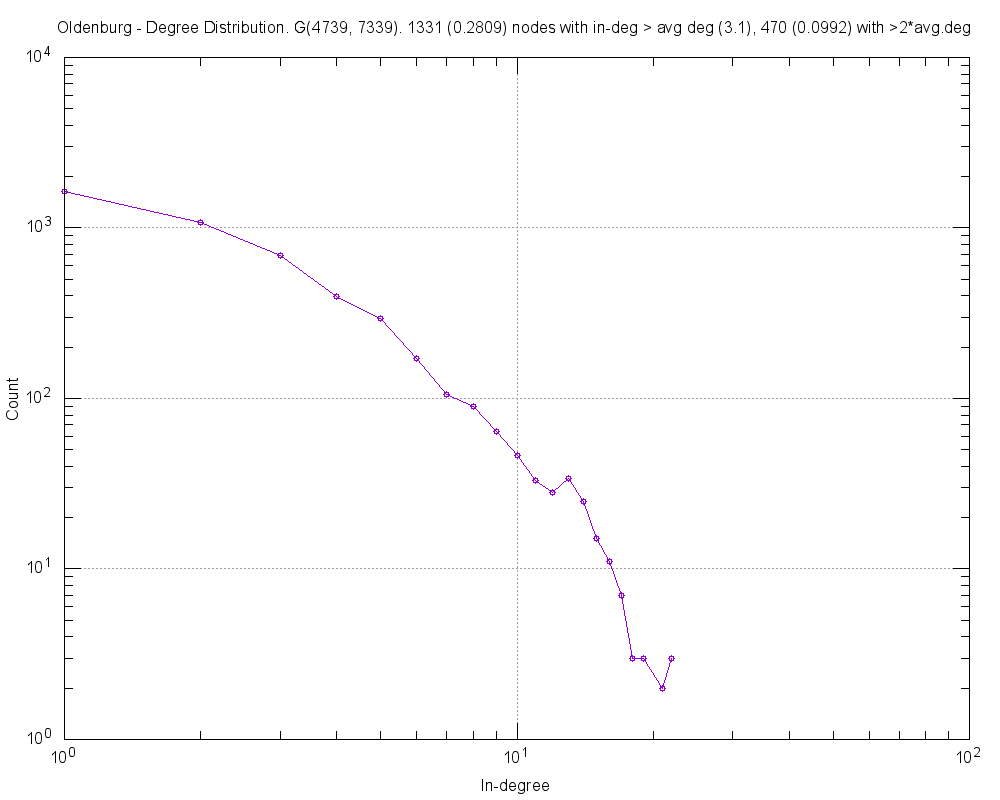 Oldenburg - Degree Distribution. G(4739, 7339). 1331 (0.2809) nodes with in-deg > avg deg (3.1), 470 (0.0992) with >2*avg.deg
10^4
10^3
10^2
10^1
10^0
Count
10^0 10^1 10^2
In-degree